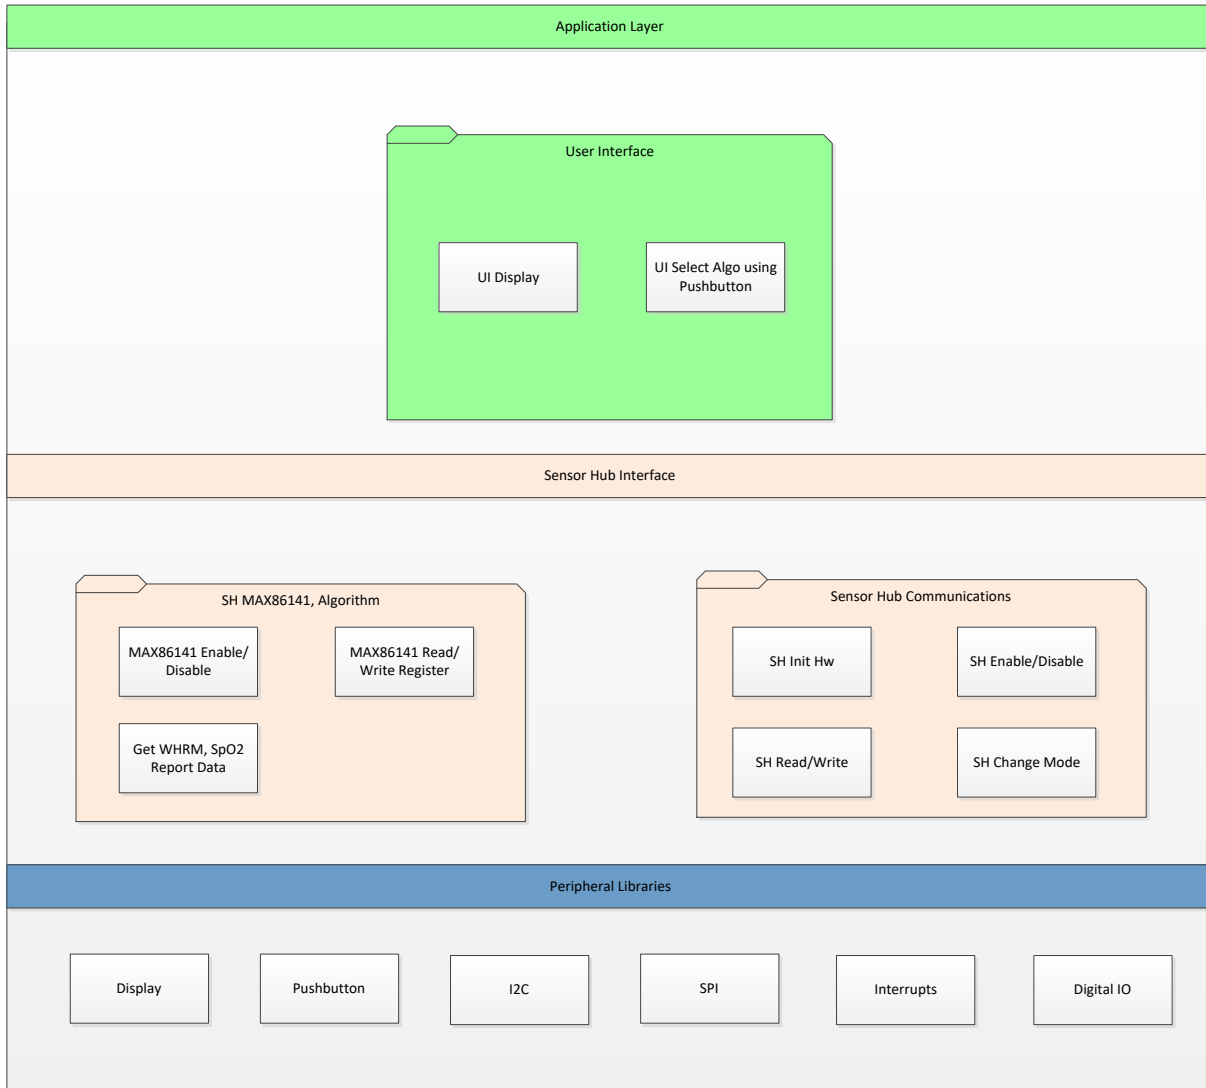 Application Layer
User Interface
UI Display
UI Select Algo using
Pushbutton
Sensor Hub Interface
SH MAX86141, Algorithm
MAX86141 Enable/
Disable
MAX86141 Read/
Write Register
Get WHRM, SpO2
Report Data
Sensor Hub Communications
SH Init Hw
SH Enable/Disable
SH Read/Write
SH Change Mode
Peripheral Libraries
Display
Pushbutton
I2C
SPI
Interrupts
Digital IO